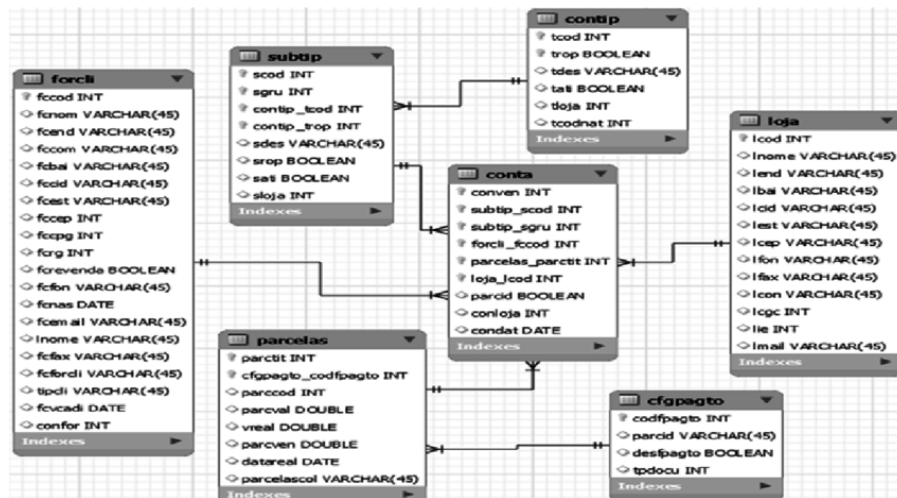 forcli
fccod INT
fcnom VARCHAR(45)
fcend VARCHAR(45)
fccom VARCHAR(45)
fcbai VARCHAR(45)
fccid VARCHAR(45)
fcest VARCHAR(45)
fccep INT
fccpg INT
fcrg INT
fcrevenda BOOLEAN
fcfon VARCHAR(45)
fcnas DATE
fcemail VARCHAR(45)
lnome VARCHAR(45)
fcfax VARCHAR(45)
fcforcli VARCHAR(45)
tipcli VARCHAR(45)
fcvcadi DATE
confor INT
Indexes
subtip
scod INT
sgru INT
contip_tcod INT
contip_trop INT
sdes VARCHAR(45)
srop BOOLEAN
sati BOOLEAN
sloja INT
Indexes
contip
tcod INT
trop BOOLEAN
tdes VARCHAR(45)
tati BOOLEAN
tloja INT
tcodnat INT
Indexes
conta
conven INT
subtip_scod INT
subtip_sgru INT
forcli_fccod INT
parcelas_parctit INT
loja_lcod INT
parcid BOOLEAN
conloja INT
condat DATE
Indexes
loja
lcod INT
lnome VARCHAR(45)
lend VARCHAR(45)
lbai VARCHAR(45)
lcid VARCHAR(45)
lest VARCHAR(45)
lcep VARCHAR(45)
lfon VARCHAR(45)
lfax VARCHAR(45)
lcon VARCHAR(45)
lcgc INT
lie INT
lmail VARCHAR(45)
Indexes
parcelas
parctit INT
cfgpagto_codfpagto INT
parccod INT
parcval DOUBLE
vreal DOUBLE
parcven DOUBLE
datareal DATE
parcelascol VARCHAR(45)
Indexes
cfgpagto
codfpagto INT
parcid VARCHAR(45)
desfpagto BOOLEAN
tpdocu INT
Indexes